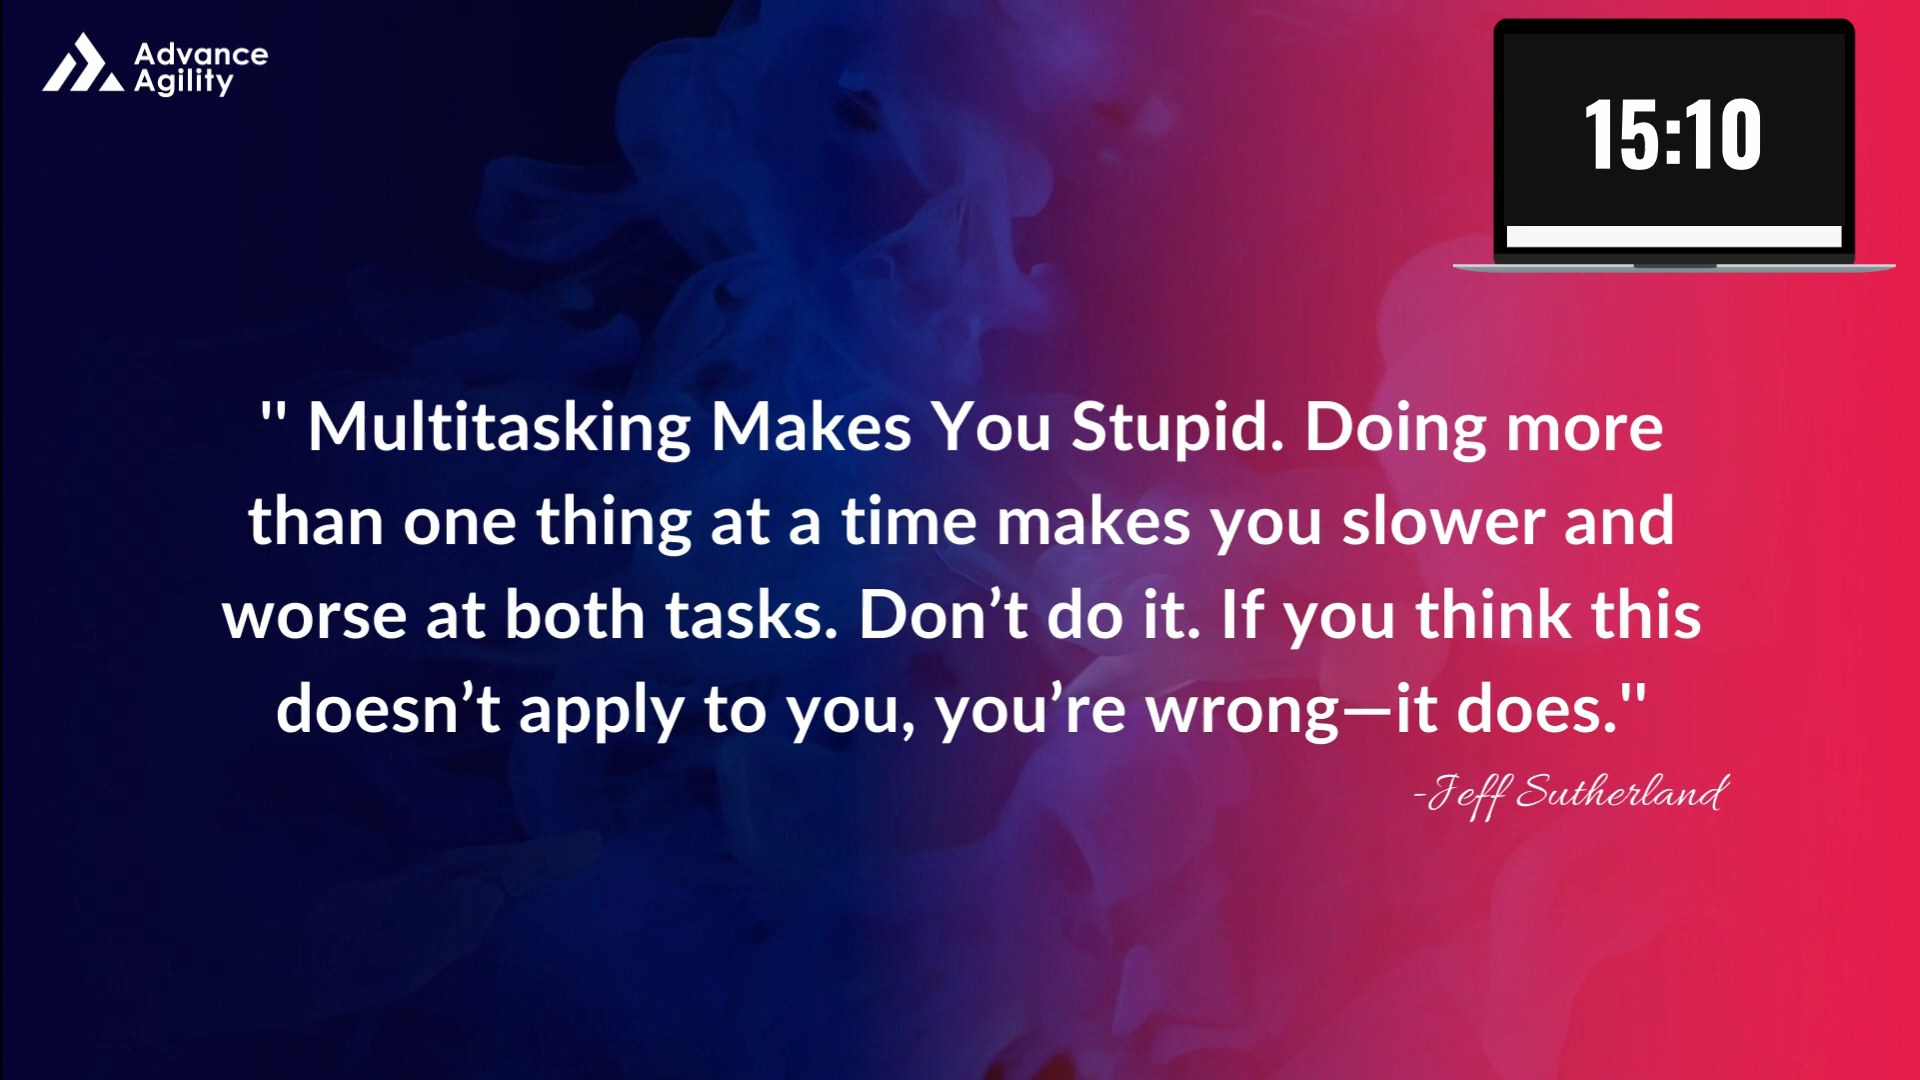 Advance
Agility
15:10
" Multitasking Makes You Stupid. Doing more
than one thing at a time makes you slower and
worse at both tasks. Don’t do it. If you think this
doesn’t apply to you, you’re wrong—it does."
-Jeff Sutherland